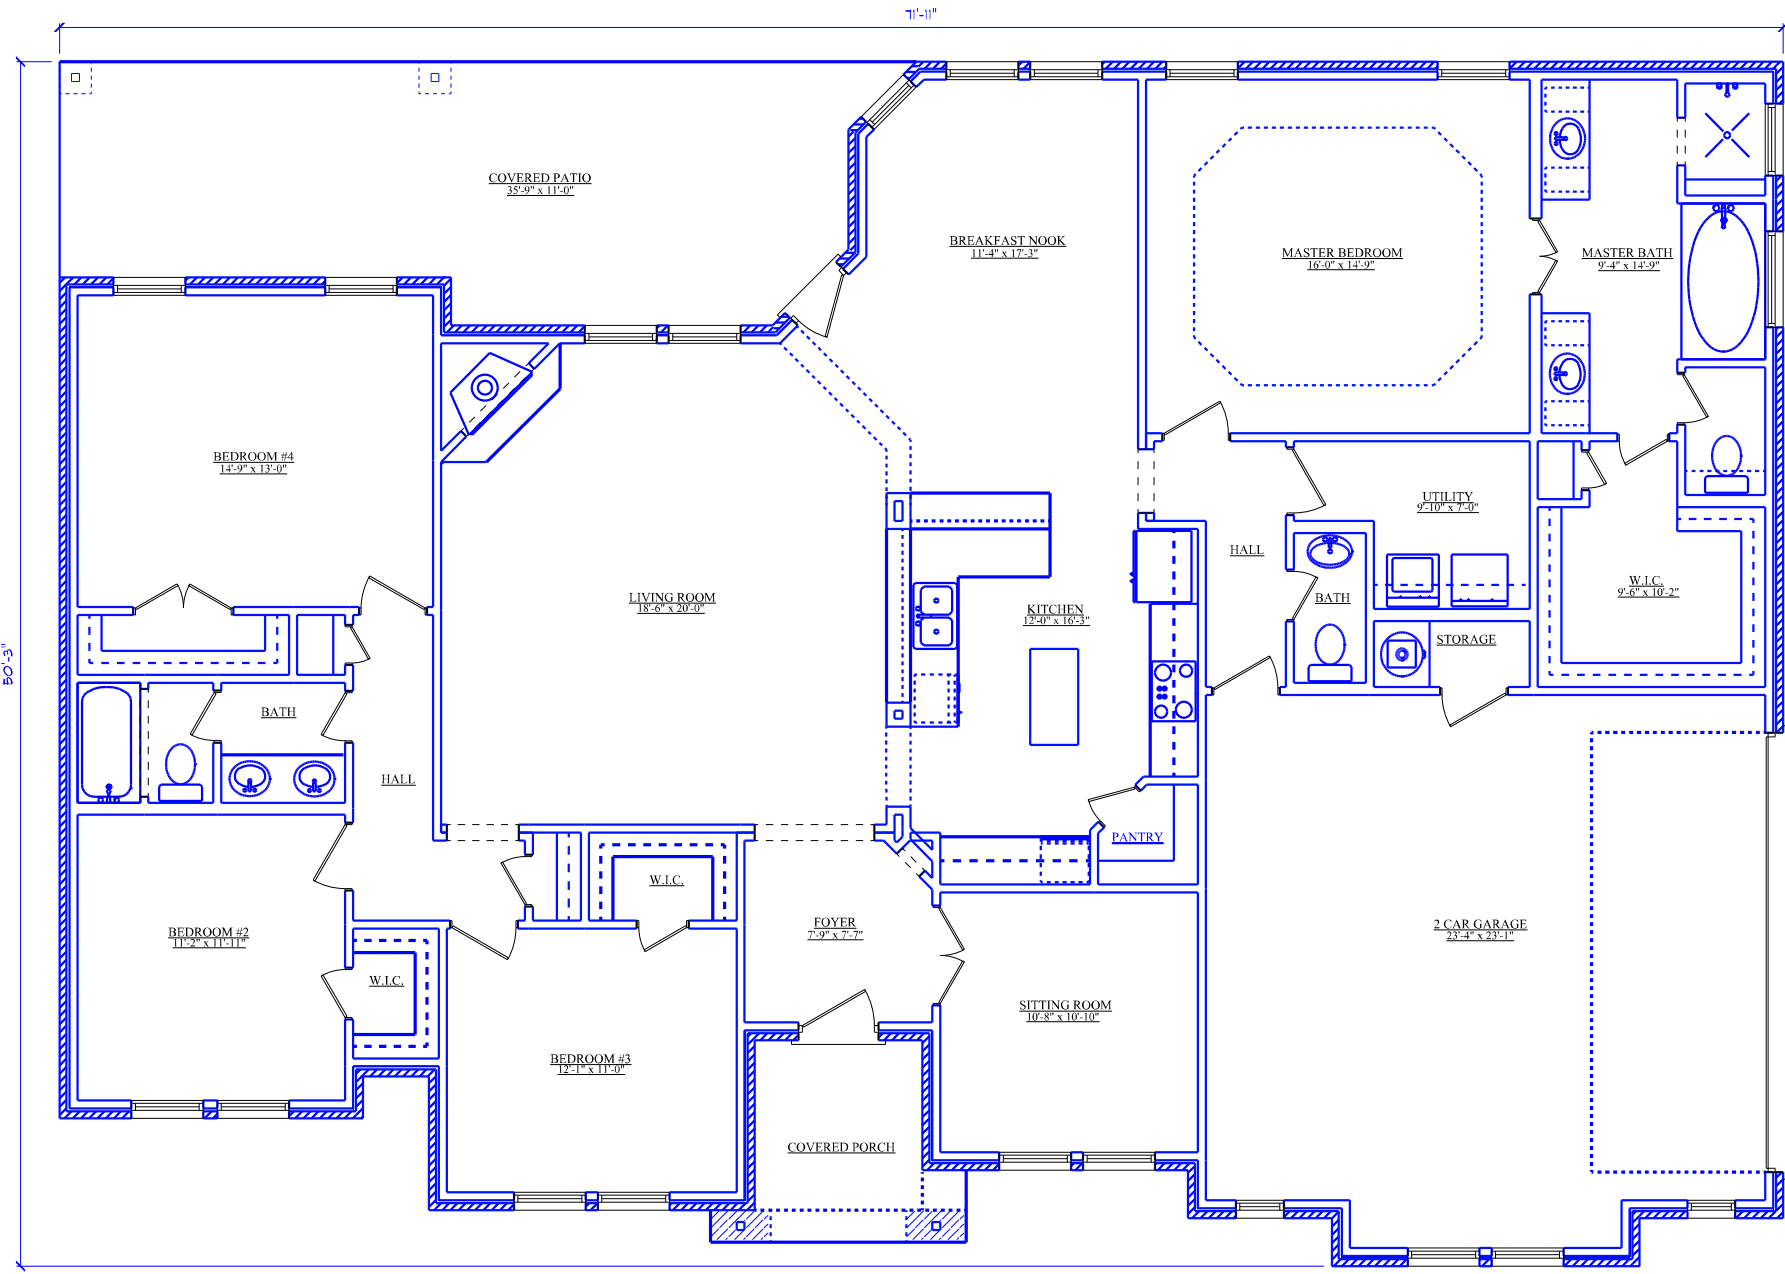 71'-11"
COVERED PATIO
35'-9" x 11'-0"
BREAKFAST NOOK
11'-4" x 17'-3"
MASTER BEDROOM
16'-0" x 14'-9"
MASTER BATH
9'-4" x 14'-9"
BEDROOM #4
14'-9" x 13'-0"
UTILITY
9'-10" x 7'-0"
HALL
W.I.C.
9'-6" x 10'-2"
LIVING ROOM
18'-6" x 20'-0"
KITCHEN
12'-0" x 16'-3"
BATH
STORAGE
50'-3"
BATH
HALL
PANTRY
W.I.C.
BEDROOM #2
11'-2" x 11'-11"
FOYER
7'-9" x 7'-7"
2 CAR GARAGE
23'-4" x 23'-1"
W.I.C.
SITTING ROOM
10'-8" x 10'-10"
BEDROOM #3
12'-1" x 11'-0"
COVERED PORCH